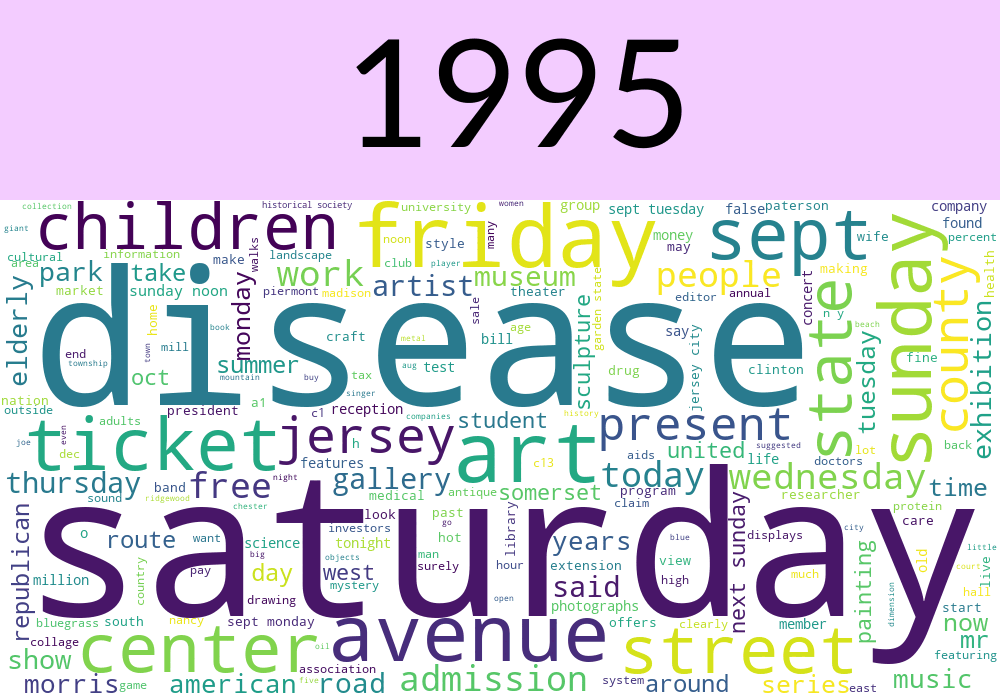 1995
collection
historical society
university
women
group
sept tuesday
false
paterson
company
giant
children
friday
sept
found
many
noon
style
money
wife
percent
cultural
area
information
make
walks
landscape
club
player
may
park
take
work
museum
people
making
health
market
sunday noon
monday
piermont
madison
artist
theater
editor
annual
concert
n y
sunday
county
elderly
disease
state
home
book
craft
sale
age
bill
sculpture
garden state
say
jersey city
beach
tuesday
exhibition
end
town
mill
township
summer
mountain
metal
aug
test
drug
clinton
fine
nation
outside
oct
buy
tax
singer
president
a1
c1
reception
companies
student
history
present
adults
joe
even
ticket
jersey
art
suggested
lot
back
dec
h
features
c13
aids
united
life
doctors
thursday
band
free
night
gallery
today
wednesday
time
sound
ridgewood
chester
medical
antique
somerset
program
claim
researcher
protein
care
republican
saturday
look
past
go
library
blue
o
route
want
investors
hot
years
displays
city
science
big
tonight
objects
man
surely
hour
extension
view
next sunday
painting
old
little
court
live
million
country
pay
day
west
mystery
said
high
much
drawing
open
photographs
dimension
hall
start
bluegrass
south
nancy
sept monday
avenue
offers
clearly
member
now
collage
center
oil
street
mr
featuring
show
association
five
morris
game
american
road
admission
system
around
series
east
music